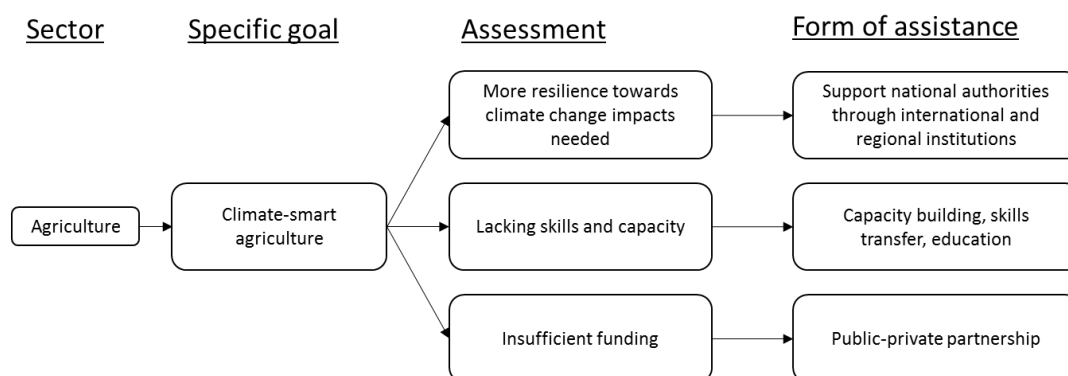 Sector
Specific goal
Assessment
Form of assistance
More resilience towards
climate change impacts
needed
Support national authorities
through international and
regional institutions
Agriculture
Climate-smart
agriculture
Lacking skills and capacity
Capacity building, skills
transfer, education
Insufficient funding
Public-private partnership